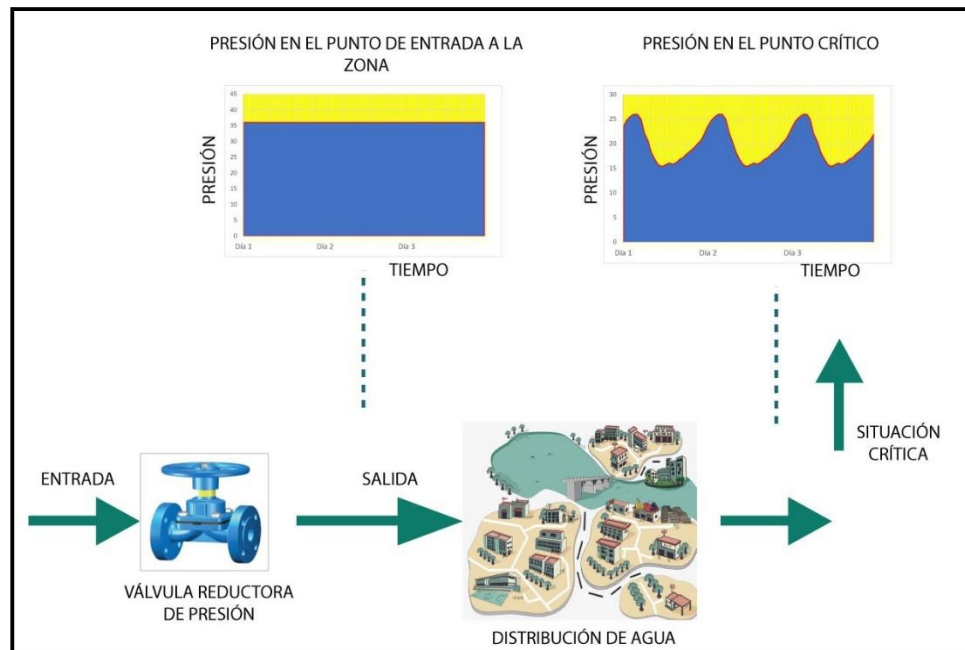 PRESIÓN EN EL PUNTO DE ENTRADA A LA
ZONA
PRESIÓN
45
40
35
30
25
20
15
10
5
0
Día 1
Día 2
Día 3
TIEMPO
PRESIÓN EN EL PUNTO CRÍTICO
PRESIÓN
30
25
20
15
10
5
0
Día 1
Día 2
Día 3
TIEMPO
ENTRADA
SALIDA
SITUACIÓN
CRÍTICA
VÁLVULA REDUCTORA
DE PRESIÓN
DISTRIBUCIÓN DE AGUA